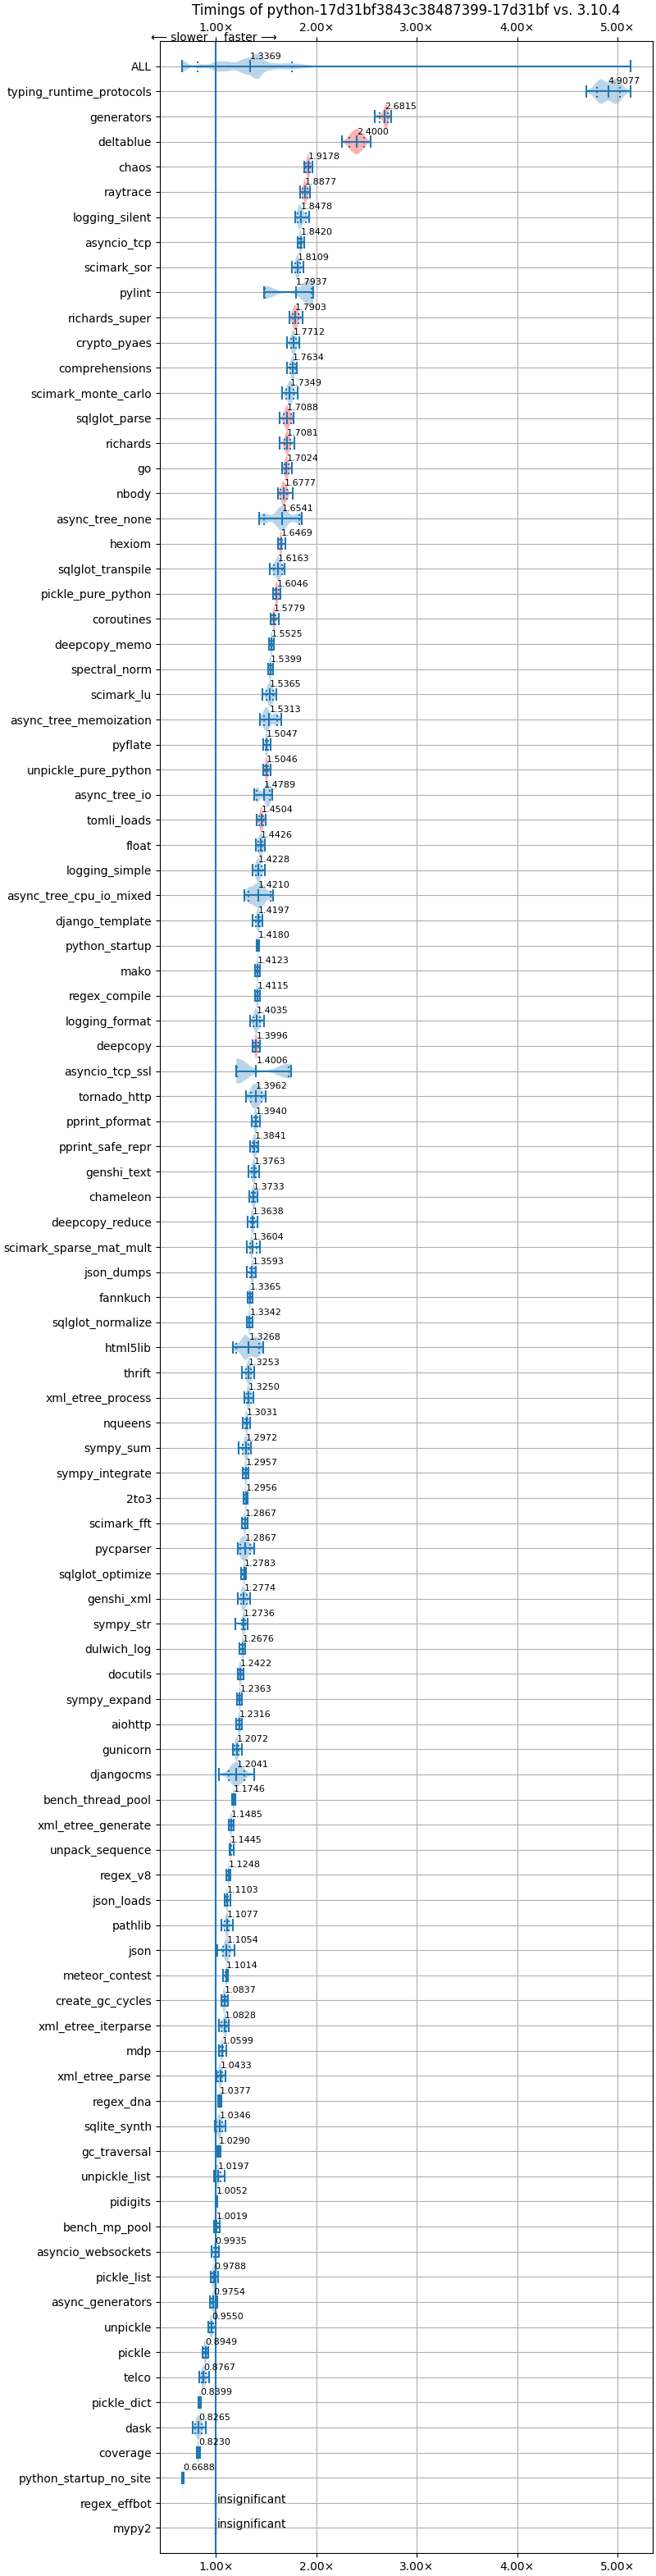 Timings of python-17d31bf3843c38487399-17d31bf vs. 3.10.4
1.00× 2.00× 3.00× 4.00× 5.00×
⟵ slower faster ⟶
ALL 1.3369
typing_runtime_protocols 4.9077
generators 2.6815
deltablue 2.4000
chaos 1.9178
raytrace 1.8877
logging_silent 1.8478
asyncio_tcp 1.8420
scimark_sor 1.8109
pylint 1.7937
richards_super 1.7903
crypto_pyaes 1.7712
comprehensions 1.7634
scimark_monte_carlo 1.7349
sqlglot_parse 1.7088
richards 1.7081
go 1.7024
nbody 1.6777
async_tree_none 1.6541
hexiom 1.6469
sqlglot_transpile 1.6163
pickle_pure_python 1.6046
coroutines 1.5779
deepcopy_memo 1.5525
spectral_norm 1.5399
scimark_lu 1.5365
async_tree_memoization 1.5313
pyflate 1.5047
unpickle_pure_python 1.5046
async_tree_io 1.4789
tomli_loads 1.4504
float 1.4426
logging_simple 1.4228
async_tree_cpu_io_mixed 1.4210
django_template 1.4197
python_startup 1.4180
mako 1.4123
regex_compile 1.4115
logging_format 1.4035
deepcopy 1.3996
asyncio_tcp_ssl 1.4006
tornado_http 1.3962
pprint_pformat 1.3940
pprint_safe_repr 1.3841
genshi_text 1.3763
chameleon 1.3733
deepcopy_reduce 1.3638
scimark_sparse_mat_mult 1.3604
json_dumps 1.3593
fannkuch 1.3365
sqlglot_normalize 1.3342
html5lib 1.3268
thrift 1.3253
xml_etree_process 1.3250
nqueens 1.3031
sympy_sum 1.2972
sympy_integrate 1.2957
2to3 1.2956
scimark_fft 1.2867
pycparser 1.2867
sqlglot_optimize 1.2783
genshi_xml 1.2774
sympy_str 1.2736
dulwich_log 1.2676
docutils 1.2422
sympy_expand 1.2363
aiohttp 1.2316
gunicorn 1.2072
djangocms 1.2041
bench_thread_pool 1.1746
xml_etree_generate 1.1485
unpack_sequence 1.1445
regex_v8 1.1248
json_loads 1.1103
pathlib 1.1077
json 1.1054
meteor_contest 1.1014
create_gc_cycles 1.0837
xml_etree_iterparse 1.0828
mdp 1.0599
xml_etree_parse 1.0433
regex_dna 1.0377
sqlite_synth 1.0346
gc_traversal 1.0290
unpickle_list 1.0197
pidigits 1.0052
bench_mp_pool 1.0019
asyncio_websockets 0.9935
pickle_list 0.9788
async_generators 0.9754
unpickle 0.9550
pickle 0.8949
telco 0.8767
pickle_dict 0.8399
dask 0.8265
coverage 0.8230
python_startup_no_site 0.6688
regex_effbot insignificant
mypy2 insignificant
1.00× 2.00× 3.00× 4.00× 5.00×